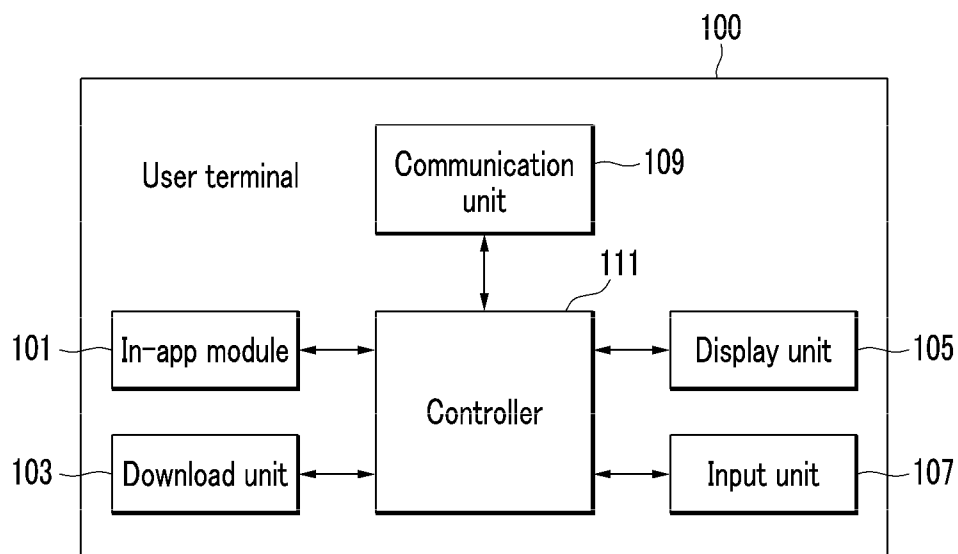 100
User terminal
Communication
unit
109
111
101
In-app module
Controller
Display unit
105
103
Download unit
Input unit
107